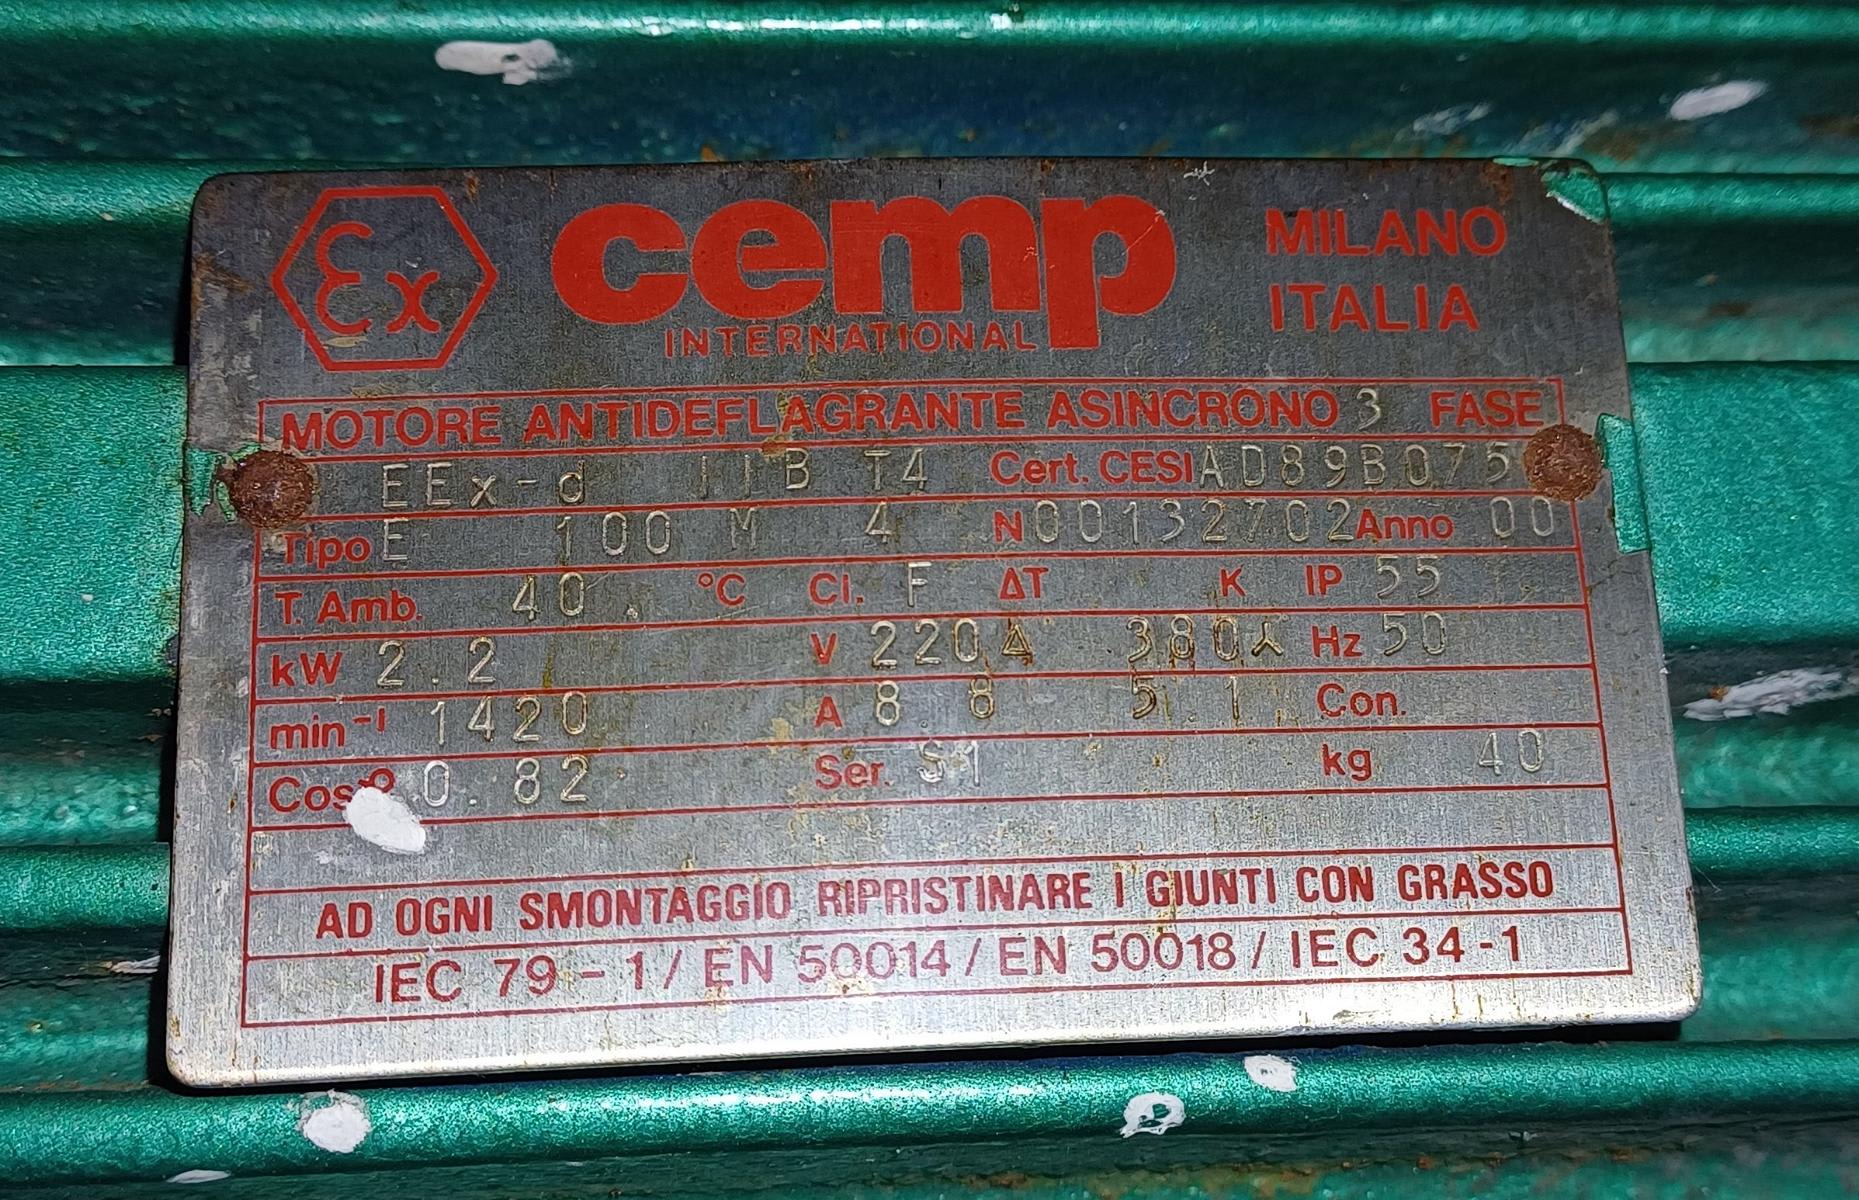 Ex cemp MILANO
INTERNATIONAL ITALIA
MOTORE ANTIDEFLAGRANTE ASINCRONO 3 FASE
EEx-d IIB T4 Cert. CESI AD89B075
Tipo E 100 M 4 N 00132702 Anno 00
T. Amb. 40. °C Cl. F ΔT K IP 55
kW 2.2 V 220Δ 380⅄ Hz 50
min-1 1420 A 8.8 5.1 Con.
Cosφ 0.82 Ser. S1 kg 40
AD OGNI SMONTAGGIO RIPRISTINARE I GIUNTI CON GRASSO
IEC 79-1/ EN 50014 / EN 50018 / IEC 34-1